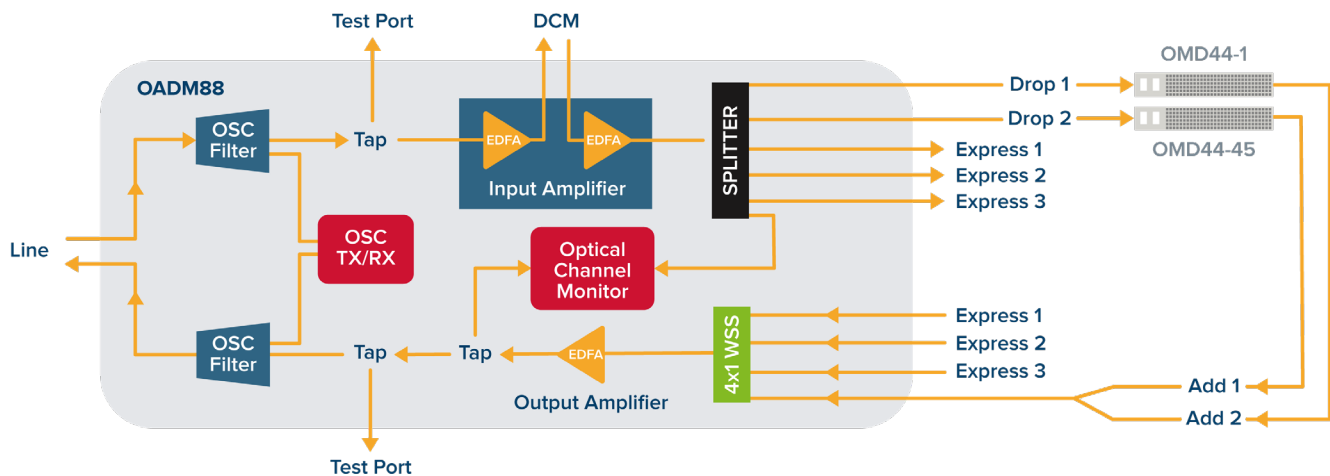 Test Port
DCM
OMD44-1
OADM88
Drop 1
OSC
Filter
Tap
EDFA
EDFA
Drop 2
OMD44-45
Express 1
Input Amplifier
SPLITTER
Express 2
Express 3
Line
OSC
TX/RX
Optical
Channel
Monitor
Express 1
OSC
Filter
Tap
Tap
EDFA
4x1 WSS
Express 2
Express 3
Output Amplifier
Add 1
Add 2
Test Port